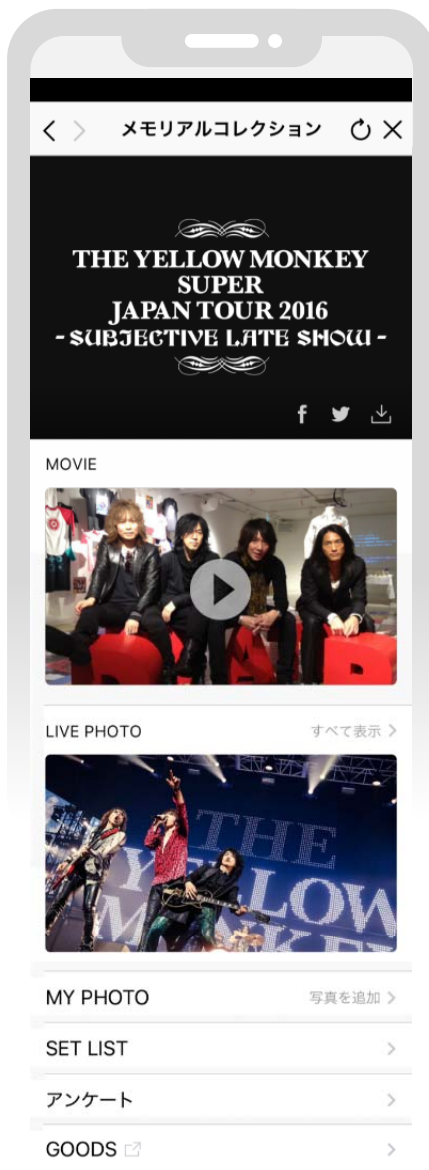 メモリアルコレクション
THE YELLOW MONKEY
SUPER
JAPAN TOUR 2016
- SUBJECTIVE LATE SHOW -
MOVIE
LIVE PHOTO すべて表示
THE
YELLOW
MONKEY
MY PHOTO 写真を追加
SET LIST
アンケート
GOODS